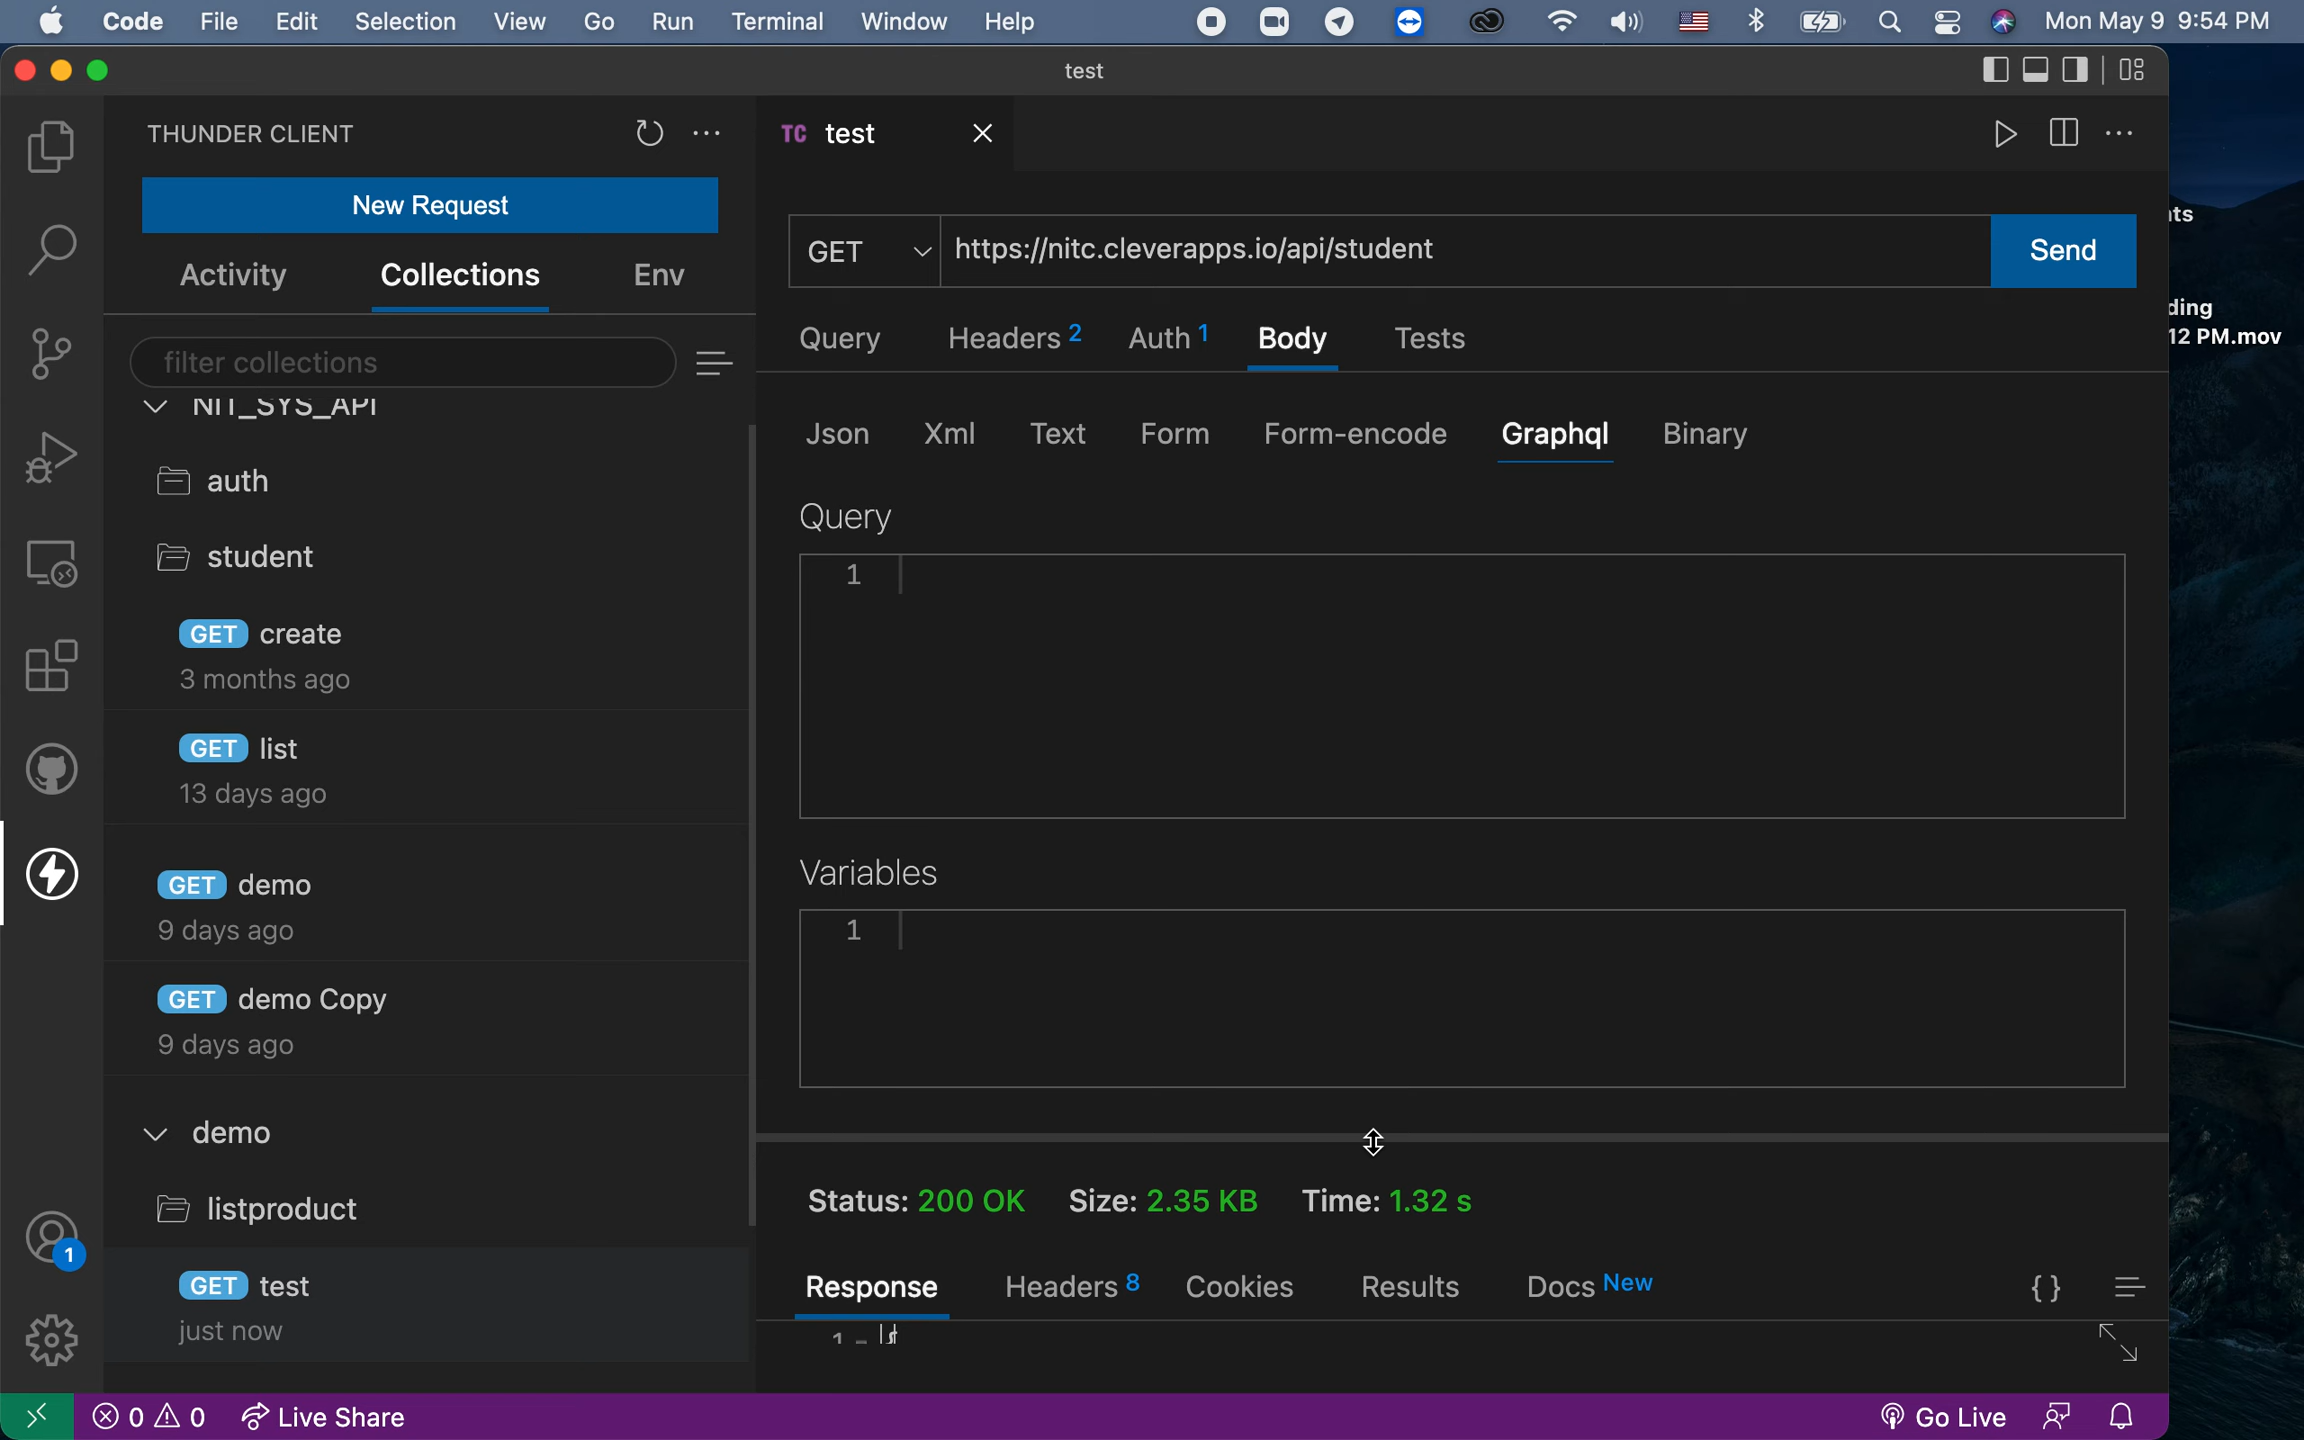 Code File Edit Selection View Go Run Terminal Window Help Mon May 9 9:54 PM
test
THUNDER CLIENT
New Request
Activity Collections Env
filter collections
NIT_SYS_API
auth
student
GET create
3 months ago
GET list
13 days ago
GET demo
9 days ago
GET demo Copy
9 days ago
demo
listproduct
GET test
just now
TC test
GET https://nitc.cleverapps.io/api/student Send
Query Headers 2 Auth 1 Body Tests
Json Xml Text Form Form-encode Graphql Binary
Query
1
Variables
1
Status: 200 OK Size: 2.35 KB Time: 1.32 s
Response Headers 8 Cookies Results Docs New
{ }
1
ts
ding
12 PM.mov
1
0 0 Live Share Go Live